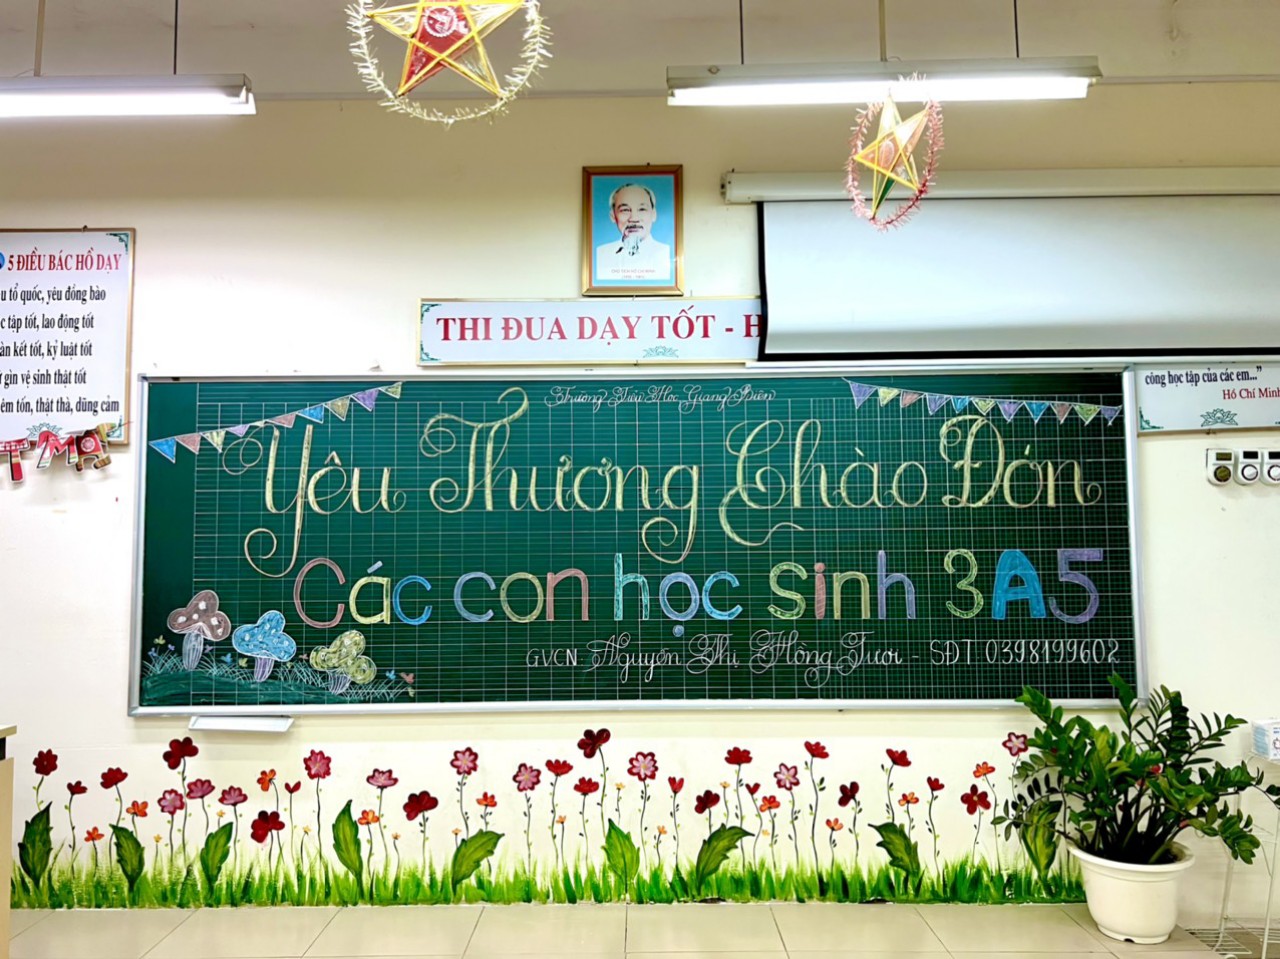 5 ĐIỀU BÁC HỒ DẠY
u tổ quốc, yêu đồng bào
c tập tốt, lao động tốt
àn kết tốt, kỷ luật tốt
gìn vệ sinh thật tốt
êm tốn, thật thà, dũng cảm
THI ĐUA DẠY TỐT - H
công học tập của các em..."
Hồ Chí Minh
Trường Tiểu Học Giang Biên
Yêu Thương Chào Đón
Các con học sinh 3A5
GVCN Nguyễn Thị Hồng Tươi - SĐT 0398199602